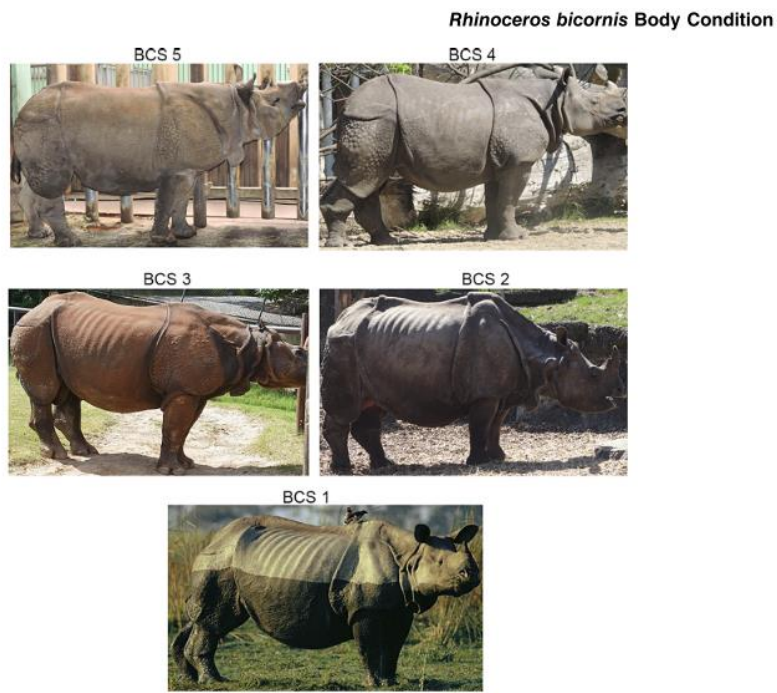 Rhinoceros bicornis Body Condition
BCS 5
BCS 4
BCS 3
BCS 2
BCS 1